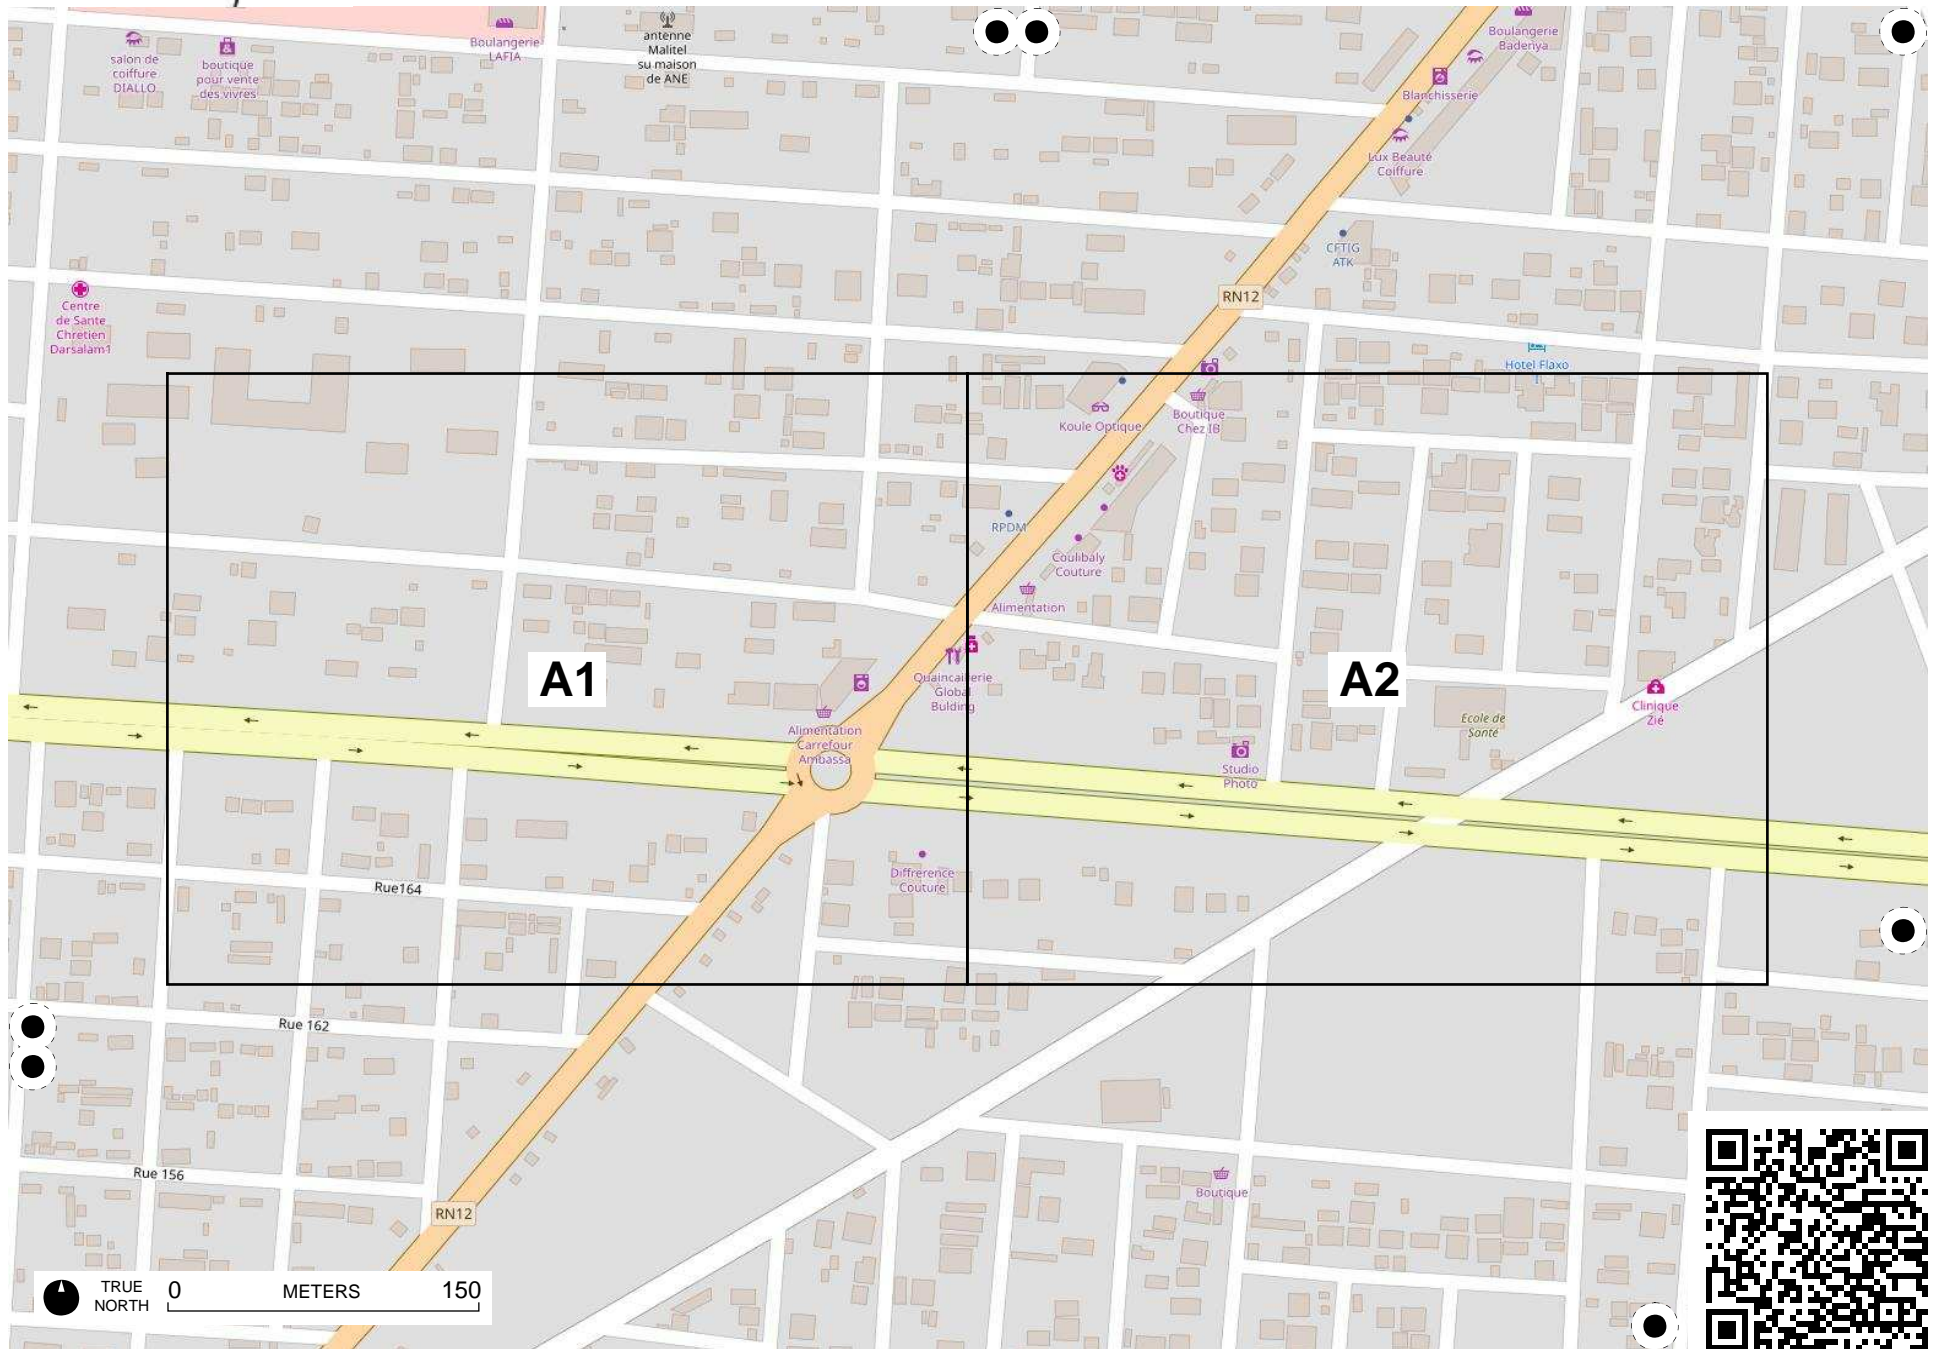 Boulangerie
LAFIA
antenne
Malitel
su maison
de ANE
Boulangerie
Badenya
salon de
coiffure
DIALLO
boutique
pour vente
des vivres
Blanchisserie
Lux Beauté
Coiffure
CFTIG
ATK
RN12
Centre
de Sante
Chretien
Darsalam1
Hotel Flaxo
Koule Optique
Boutique
Chez IB
RPDM
Coulibaly
Couture
Alimentation
A1
A2
Quaincaillerie
Global
Bulding
Clinique
Zié
Ecole de
Santé
Alimentation
Carrefour
Ambassa
Studio
Photo
Diffrerence
Couture
Rue164
Rue 162
Rue 156
Boutique
RN12
TRUE
NORTH
0 METERS 150